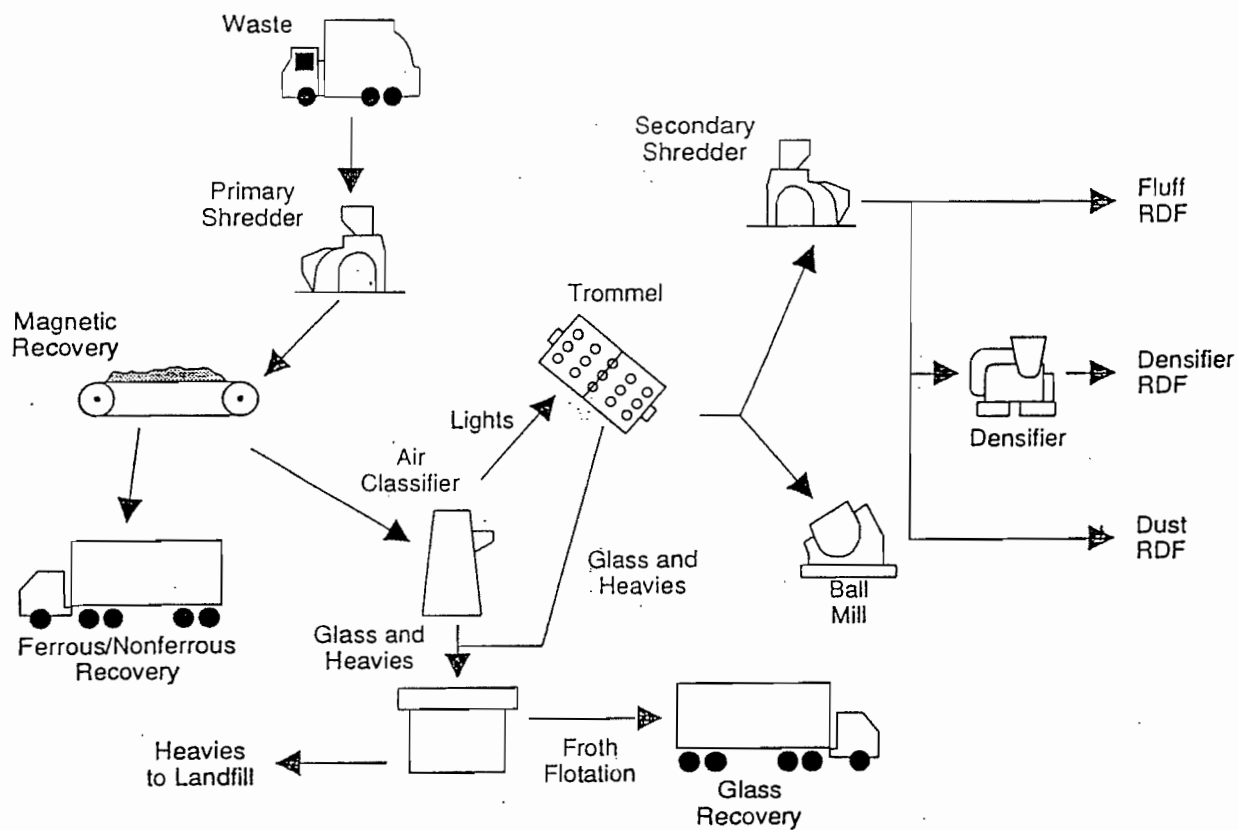 Waste
Primary
Shredder
Magnetic
Recovery
Ferrous/Nonferrous
Recovery
Air
Classifier
Lights
Trommel
Glass and
Heavies
Glass and
Heavies
Heavies
to Landfill
Froth
Flotation
Glass
Recovery
Secondary
Shredder
Ball
Mill
Densifier
Fluff
RDF
Densifier
RDF
Dust
RDF